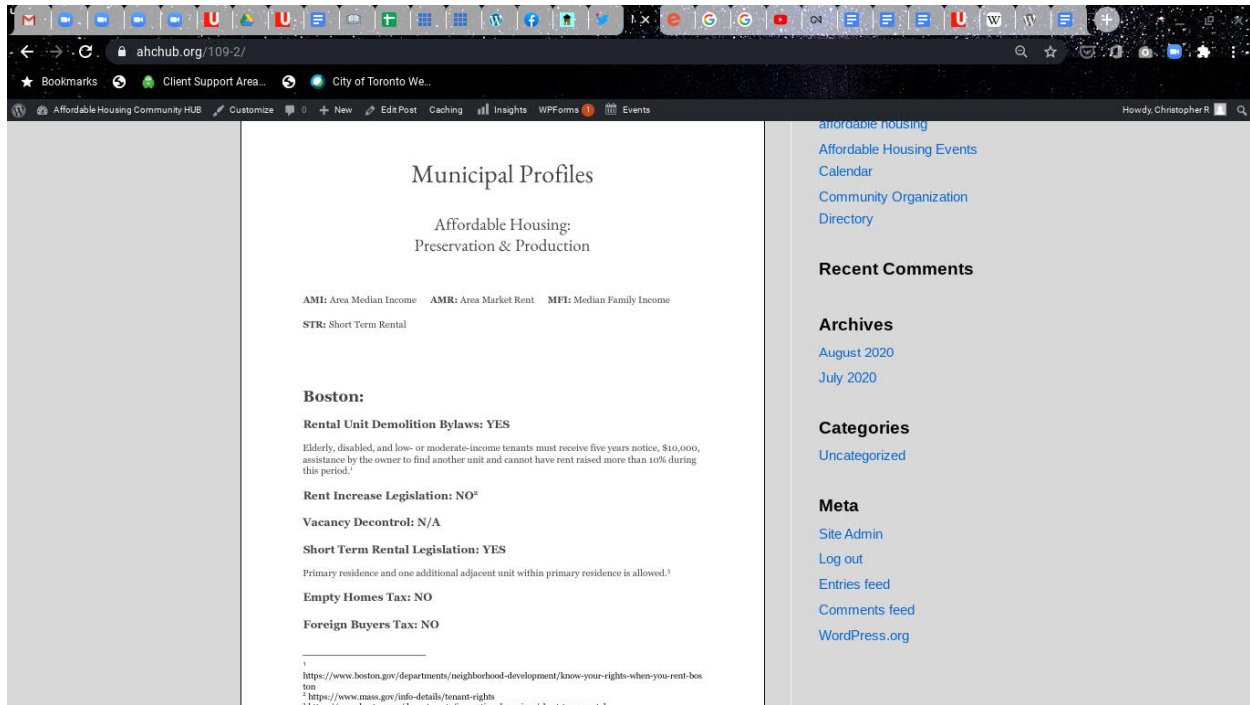 ahchub.org/109-2/
Bookmarks Client Support Area... City of Toronto We...
Affordable Housing Community HUB Customize 0 + New Edit Post Caching Insights WPForms 1 Events Howdy, Christopher R
Municipal Profiles
Affordable Housing:
Preservation & Production
AMI: Area Median Income AMR: Area Market Rent MFI: Median Family Income
STR: Short Term Rental
Boston:
Rental Unit Demolition Bylaws: YES
Elderly, disabled, and low- or moderate-income tenants must receive five years notice, $10,000,
assistance by the owner to find another unit and cannot have rent raised more than 10% during
this period.¹
Rent Increase Legislation: NO²
Vacancy Decontrol: N/A
Short Term Rental Legislation: YES
Primary residence and one additional adjacent unit within primary residence is allowed.³
Empty Homes Tax: NO
Foreign Buyers Tax: NO
1
https://www.boston.gov/departments/neighborhood-development/know-your-rights-when-you-rent-bos
ton
² https://www.mass.gov/info-details/tenant-rights
affordable housing
Affordable Housing Events
Calendar
Community Organization
Directory
Recent Comments
Archives
August 2020
July 2020
Categories
Uncategorized
Meta
Site Admin
Log out
Entries feed
Comments feed
WordPress.org